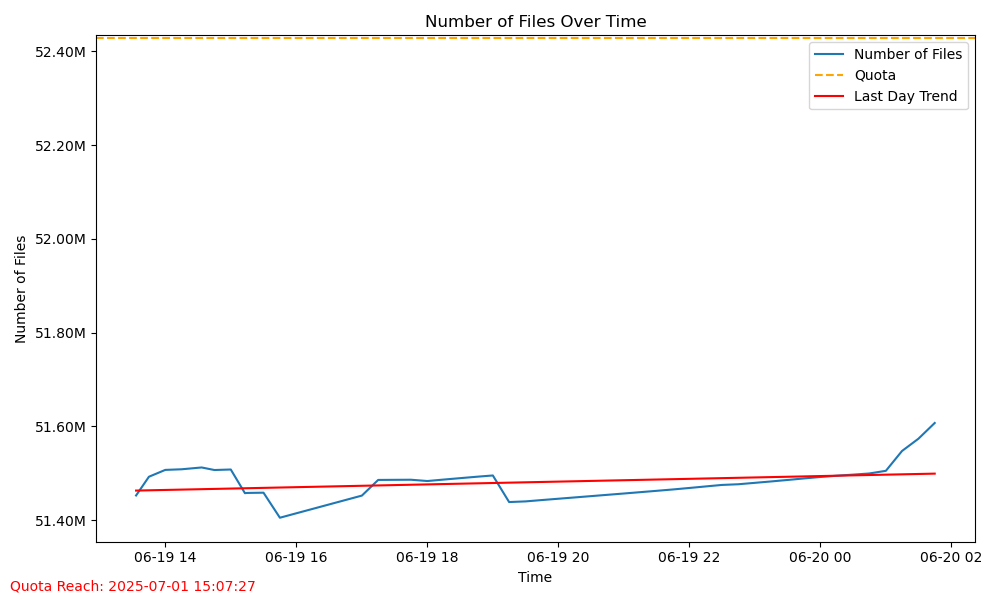 Number of Files Over Time
52.40M
52.20M
52.00M
51.80M
51.60M
51.40M
Number of Files
Number of Files
Quota
Last Day Trend
06-19 14
06-19 16
06-19 18
06-19 20
06-19 22
06-20 00
06-20 02
Time
Quota Reach: 2025-07-01 15:07:27